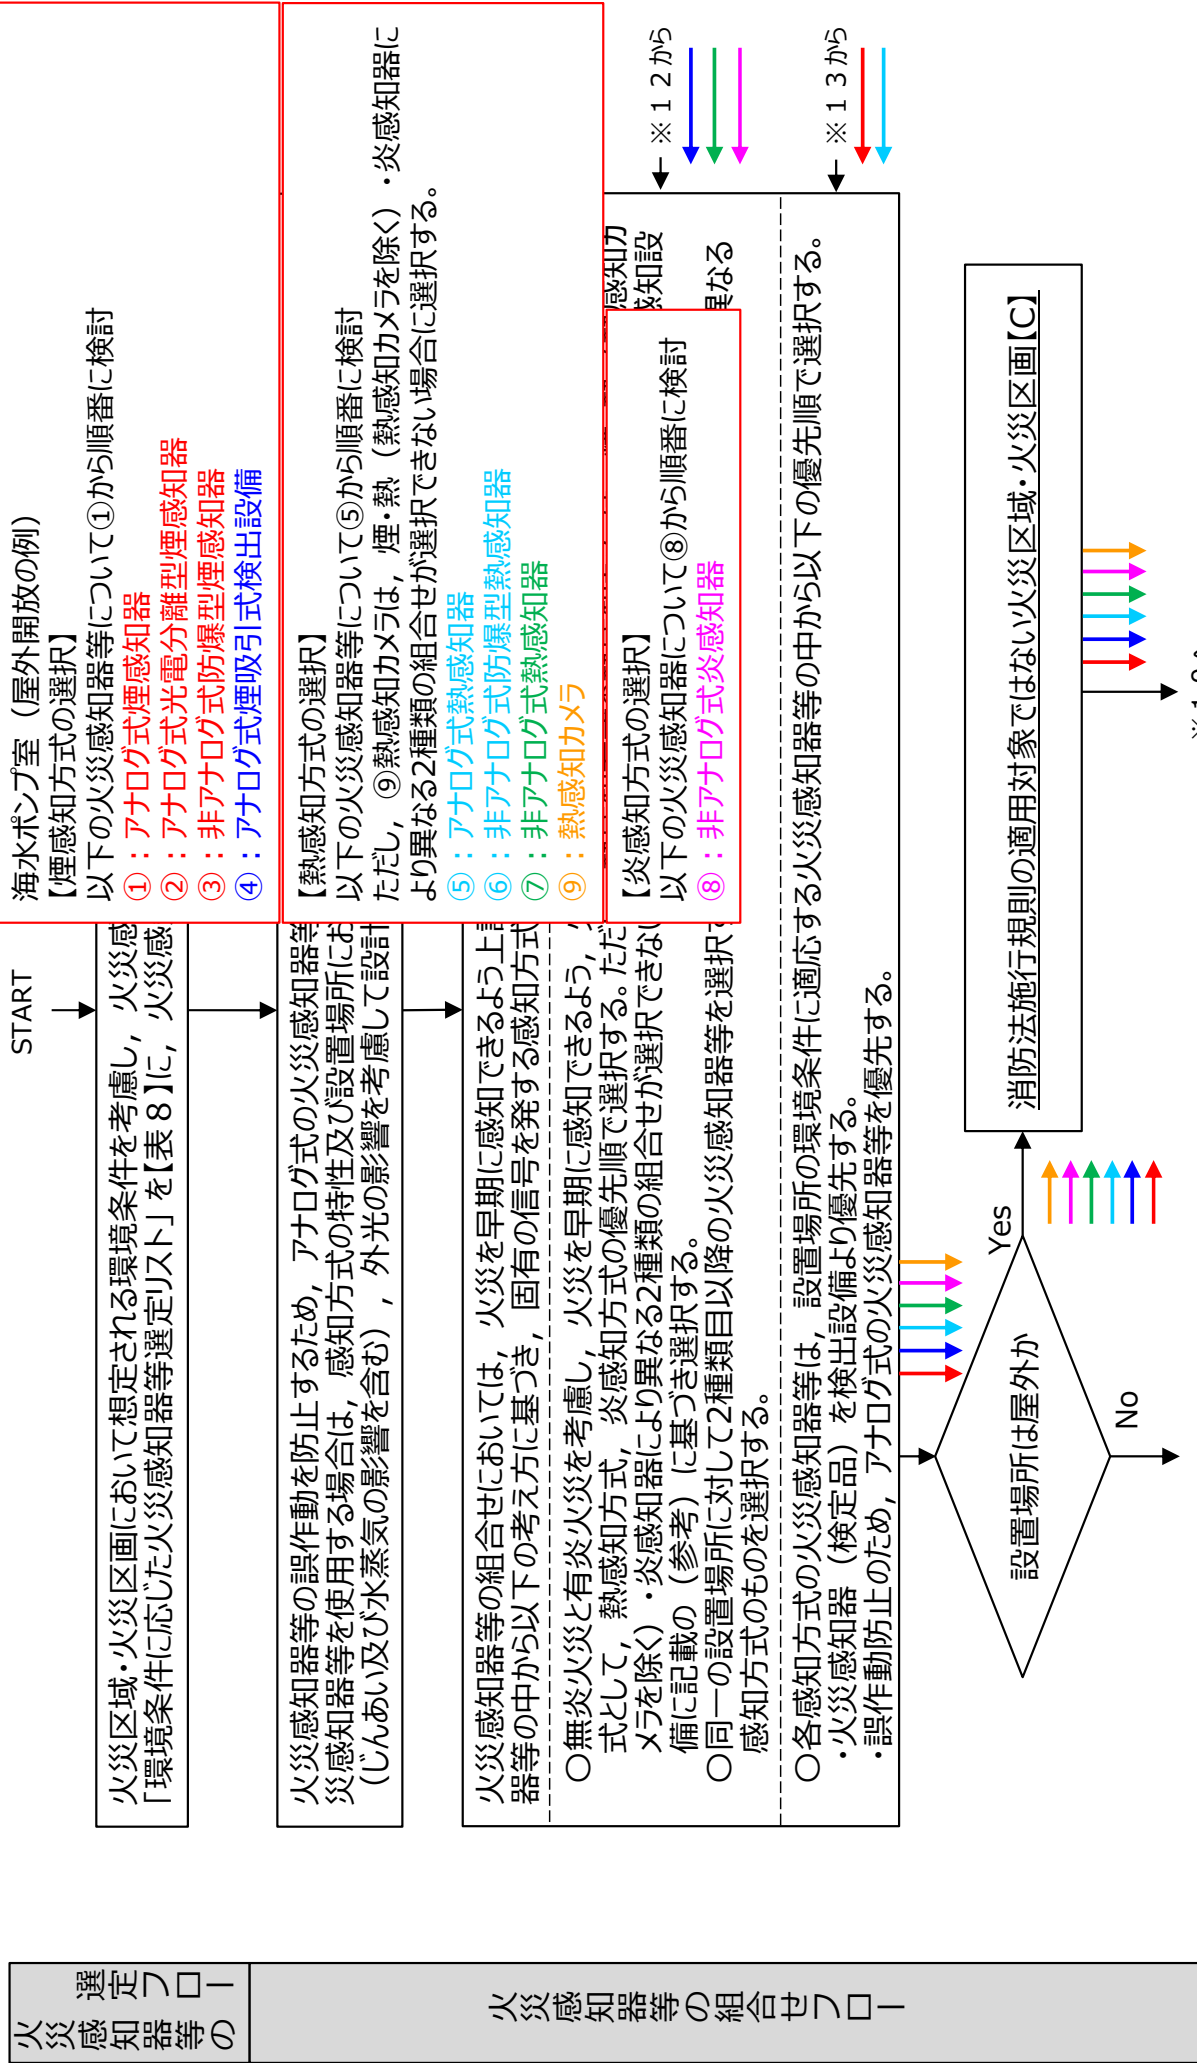 火災感知器等の
選定フロー
火災感知器等の組合せフロー
START
火災区域・火災区画において想定される環境条件を考慮し，火災感
「環境条件に応じた火災感知器等選定リスト」を【表８】に，火災感
火災感知器等の誤作動を防止するため，アナログ式の火災感知器等
災感知器等を使用する場合は，感知方式の特性及び設置場所にお
（じんあい及び水蒸気の影響を含む），外光の影響を考慮して設計
火災感知器等の組合せにおいては，火災を早期に感知できるよう上記
器等の中から以下の考え方に基づき，固有の信号を発する感知方式
○無炎火災と有炎火災を考慮し，火災を早期に感知できるよう，
式として，熱感知方式，炎感知方式の優先順で選択する。ただ
感知カ
メラを除く）・炎感知器により異なる2種類の組合せが選択できな
感知設
備に記載の（参考）に基づき選択する。
○同一の設置場所に対して2種類目以降の火災感知器等を選択す
異なる
感知方式のものを選択する。
○各感知方式の火災感知器等は，設置場所の環境条件に適応する火災感知器等の中から以下の優先順で選択する。
・火災感知器（検定品）を検出設備より優先する。
・誤作動防止のため，アナログ式の火災感知器等を優先する。
海水ポンプ室（屋外開放の例）
【煙感知方式の選択】
以下の火災感知器等について①から順番に検討
①：アナログ式煙感知器
②：アナログ式光電分離型煙感知器
③：非アナログ式防爆型煙感知器
④：アナログ式煙吸引式検出設備
【熱感知方式の選択】
以下の火災感知器等について⑤から順番に検討
ただし，⑨熱感知カメラは，煙・熱（熱感知カメラを除く）・炎感知器に
より異なる2種類の組合せが選択できない場合に選択する。
⑤：アナログ式熱感知器
⑥：非アナログ式防爆型熱感知器
⑦：非アナログ式熱感知器
⑨：熱感知カメラ
【炎感知方式の選択】
以下の火災感知器について⑧から順番に検討
⑧：非アナログ式炎感知器
※１２から
※１３から
設置場所は屋外か
Yes
No
消防法施行規則の適用対象ではない火災区域・火災区画【C】